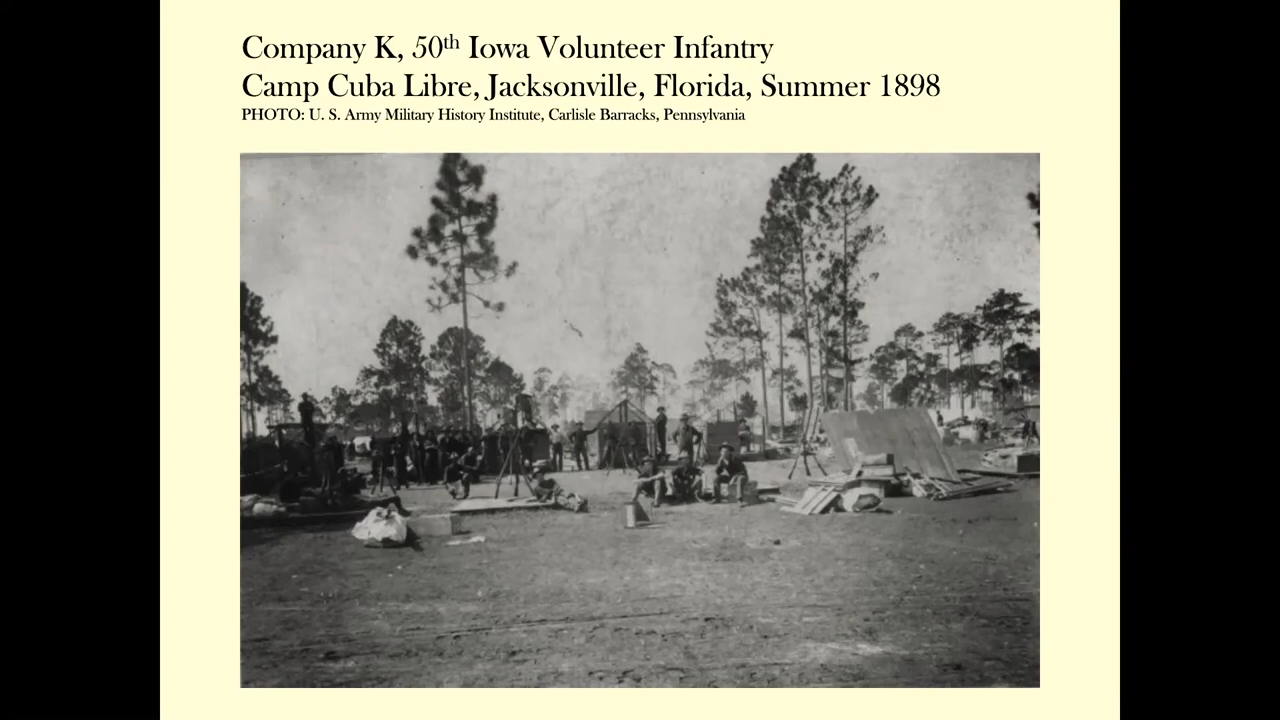 Company K, 50th Iowa Volunteer Infantry
Camp Cuba Libre, Jacksonville, Florida, Summer 1898
PHOTO: U. S. Army Military History Institute, Carlisle Barracks, Pennsylvania